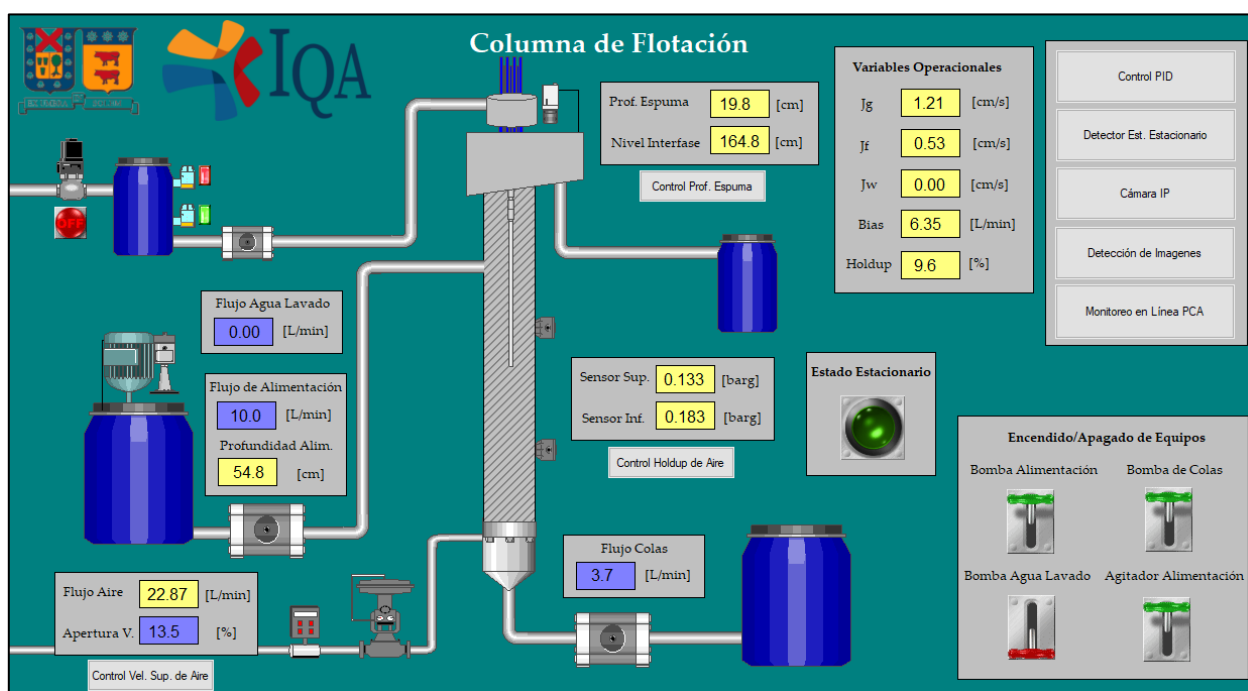 IQA
Columna de Flotación
Prof. Espuma 19.8 [cm]
Nivel Interfase 164.8 [cm]
Control Prof. Espuma
Variables Operacionales
Jg 1.21 [cm/s]
Jf 0.53 [cm/s]
Jw 0.00 [cm/s]
Bias 6.35 [L/min]
Holdup 9.6 [%]
Control PID
Detector Est. Estacionario
Cámara IP
Detección de Imagenes
Monitoreo en Línea PCA
OFF
Flujo Agua Lavado
0.00 [L/min]
Flujo de Alimentación
10.0 [L/min]
Profundidad Alim.
54.8 [cm]
Sensor Sup. 0.133 [barg]
Sensor Inf. 0.183 [barg]
Control Holdup de Aire
Estado Estacionario
Encendido/Apagado de Equipos
Bomba Alimentación Bomba de Colas
Bomba Agua Lavado Agitador Alimentación
Flujo Colas
3.7 [L/min]
Flujo Aire 22.87 [L/min]
Apertura V. 13.5 [%]
Control Vel. Sup. de Aire